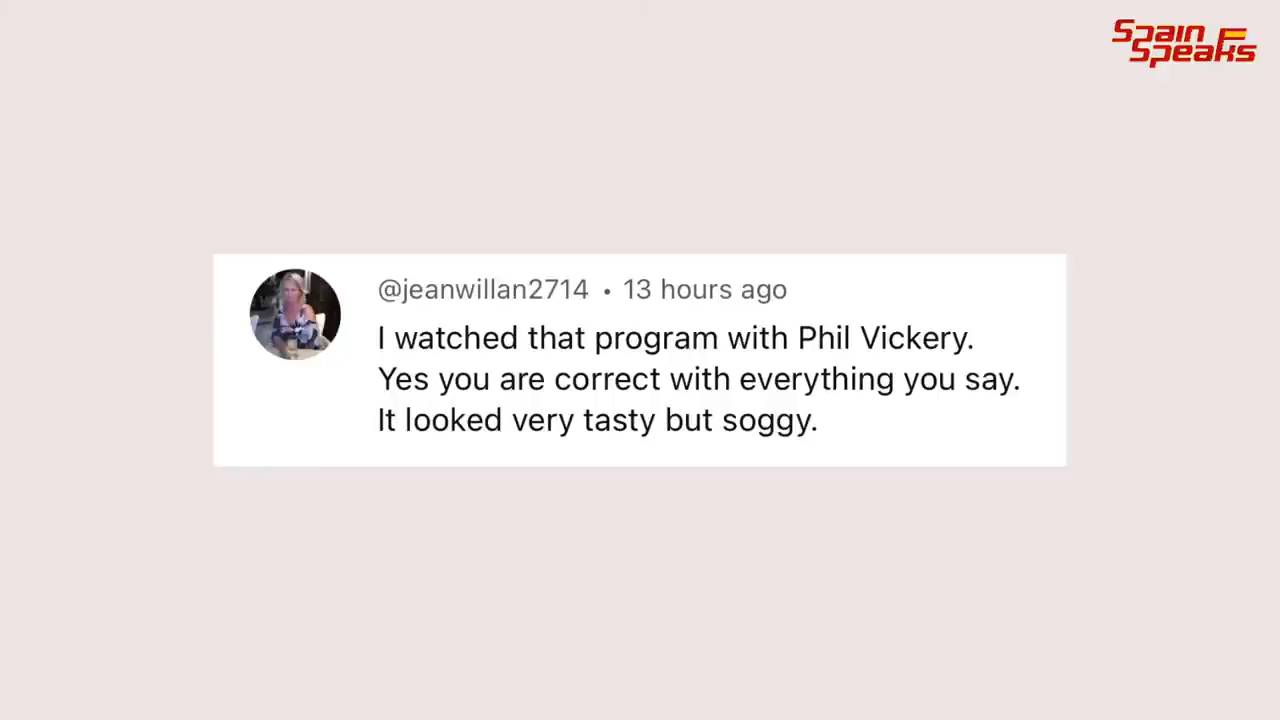 Spain
Speaks
@jeanwillan2714 • 13 hours ago
I watched that program with Phil Vickery.
Yes you are correct with everything you say.
It looked very tasty but soggy.